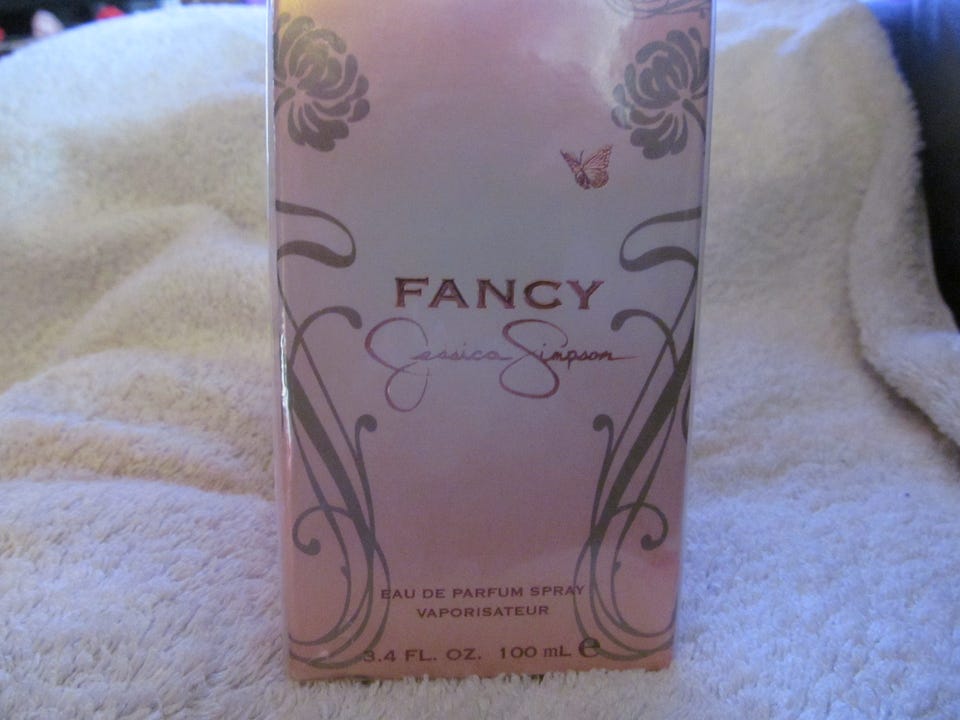 FANCY
Jessica Simpson
EAU DE PARFUM SPRAY
VAPORISATEUR
3.4 FL. OZ. 100 mL ℮